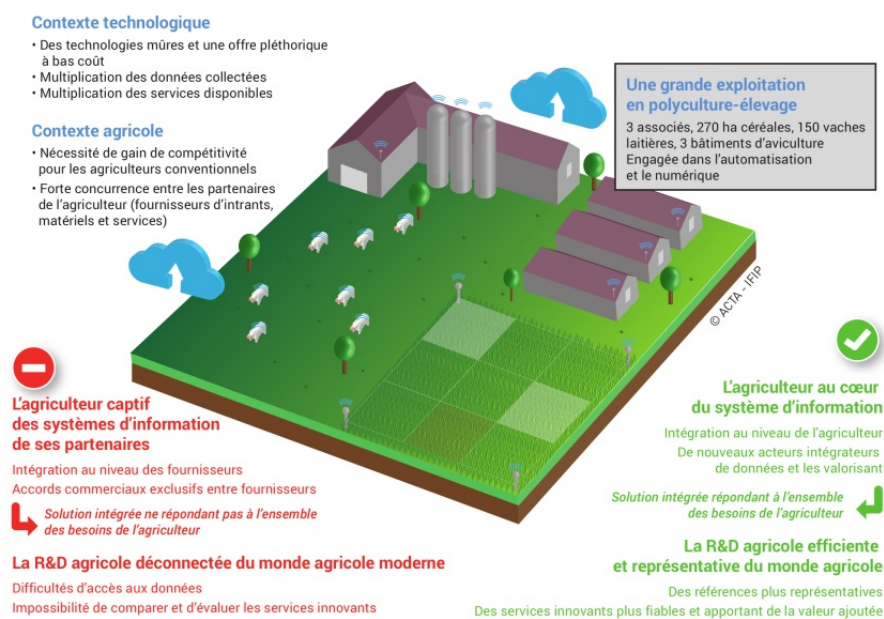 Contexte technologique
• Des technologies mûres et une offre pléthorique
à bas coût
• Multiplication des données collectées
• Multiplication des services disponibles
Contexte agricole
• Nécessité de gain de compétitivité
pour les agriculteurs conventionnels
• Forte concurrence entre les partenaires
de l'agriculteur (fournisseurs d'intrants,
matériels et services)
Une grande exploitation
en polyculture-élevage
3 associés, 270 ha céréales, 150 vaches
laitières, 3 bâtiments d'aviculture
Engagée dans l'automatisation
et le numérique
© ACTA - IFIP
L'agriculteur captif
des systèmes d'information
de ses partenaires
Intégration au niveau des fournisseurs
Accords commerciaux exclusifs entre fournisseurs
Solution intégrée ne répondant pas à l'ensemble
des besoins de l'agriculteur
La R&D agricole déconnectée du monde agricole moderne
Difficultés d'accès aux données
Impossibilité de comparer et d'évaluer les services innovants
L'agriculteur au cœur
du système d'information
Intégration au niveau de l'agriculteur
De nouveaux acteurs intégrateurs
de données et les valorisant
Solution intégrée répondant à l'ensemble
des besoins de l'agriculteur
La R&D agricole efficiente
et représentative du monde agricole
Des références plus représentatives
Des services innovants plus fiables et apportant de la valeur ajoutée